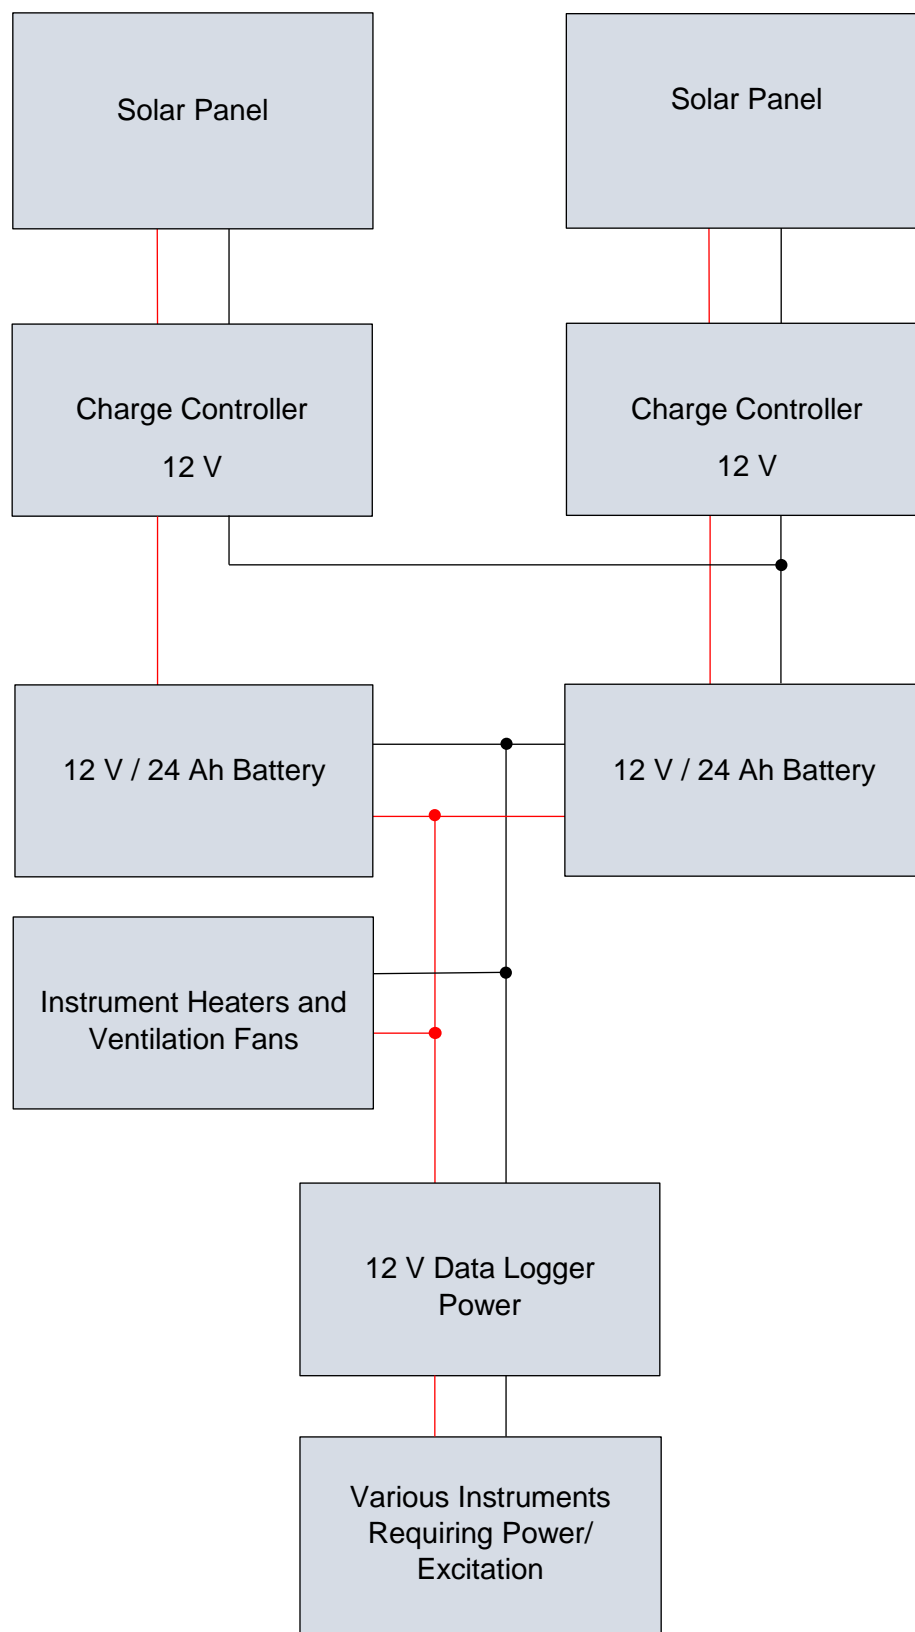 Solar Panel
Solar Panel
Charge Controller
12 V
Charge Controller
12 V
12 V / 24 Ah Battery
12 V / 24 Ah Battery
Instrument Heaters and
Ventilation Fans
12 V Data Logger
Power
Various Instruments
Requiring Power/
Excitation